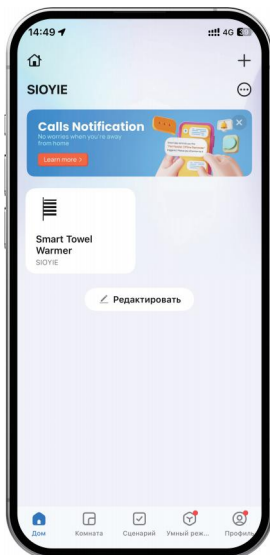 14:49
4G
SIOYIE
Calls Notification
No worries when you're away
from home
Learn more >
Smart Towel
Warmer
SIOYIE
Редактировать
Дом
Комната
Сценарий
Умный реж...
Профиль